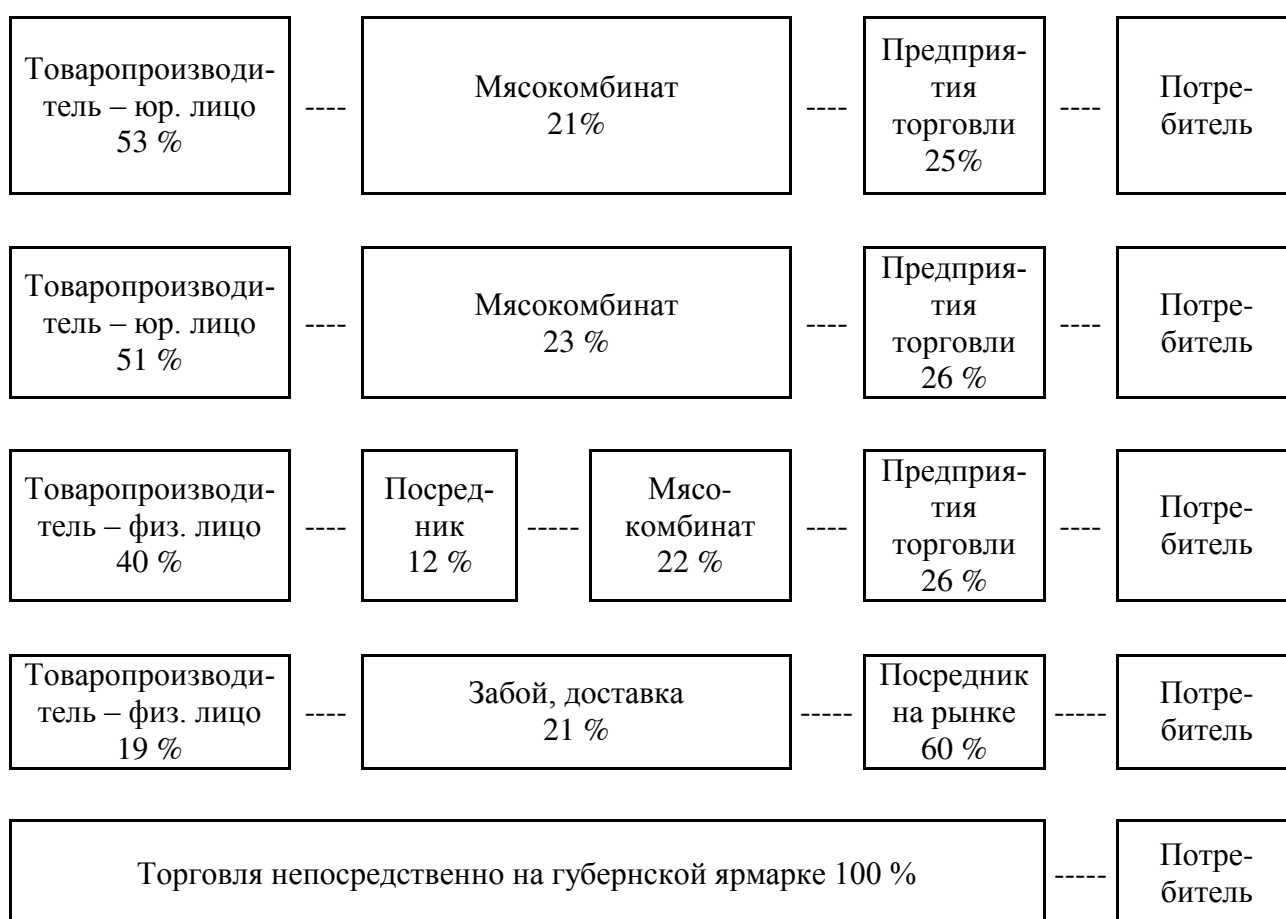 Товаропроизводи-
тель – юр. лицо
53 %
----
Мясокомбинат
21%
----
Предприя-
тия
торговли
25%
----
Потре-
битель
Товаропроизводи-
тель – юр. лицо
51 %
----
Мясокомбинат
23 %
----
Предприя-
тия
торговли
26 %
----
Потре-
битель
Товаропроизводи-
тель – физ. лицо
40 %
----
Посред-
ник
12 %
-----
Мясо-
комбинат
22 %
----
Предприя-
тия
торговли
26 %
----
Потре-
битель
Товаропроизводи-
тель – физ. лицо
19 %
----
Забой, доставка
21 %
-----
Посредник
на рынке
60 %
-----
Потре-
битель
Торговля непосредственно на губернской ярмарке 100 %
-----
Потре-
битель